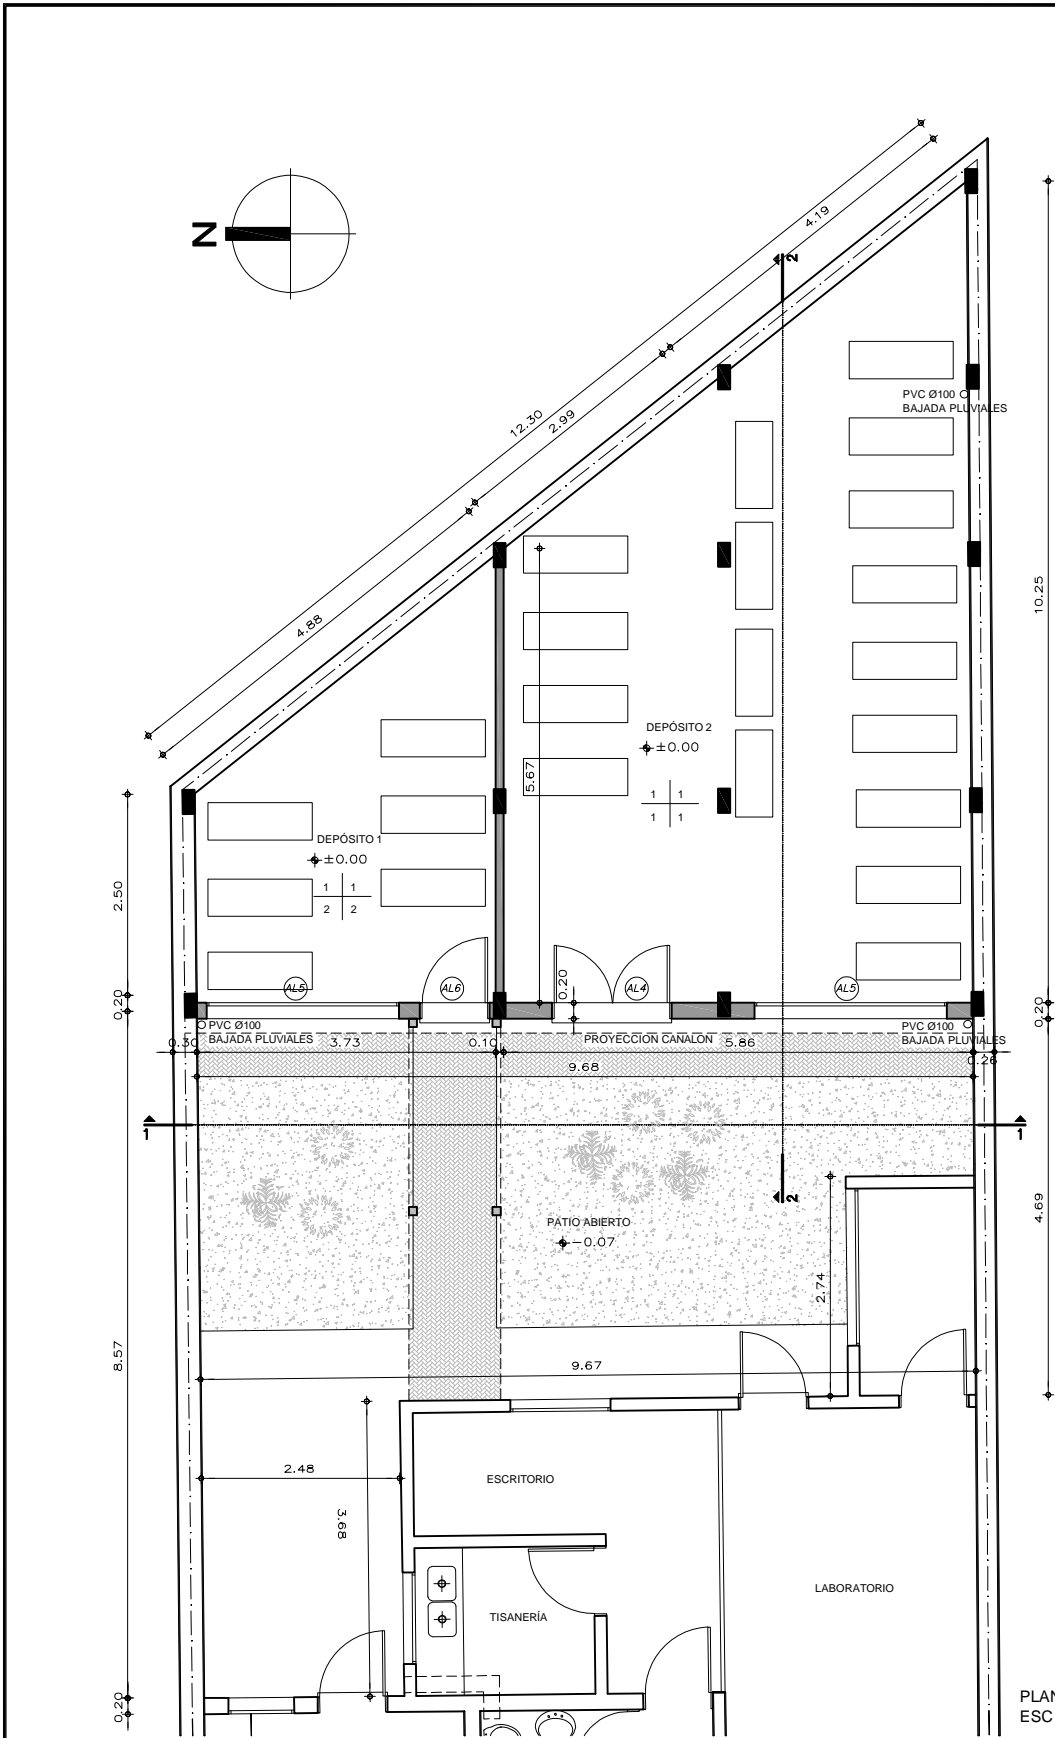 N
4.19
2
12.30
2.99
PVC Ø100
BAJADA PLUVIALES
10.25
4.88
DEPÓSITO 2
±0.00
5.67
1 1
1 1
DEPÓSITO 1
±0.00
1 1
2 2
2.50
AL5
AL6
0.20
AL4
AL5
0.20
0.20
PVC Ø100
BAJADA PLUVIALES
PROYECCION CANALON
PVC Ø100
BAJADA PLUVIALES
0.30
3.73
0.10
5.86
0.26
9.68
1
1
2
4.69
PATIO ABIERTO
-0.07
2.74
8.57
9.67
2.48
ESCRITORIO
3.68
LABORATORIO
TISANERÍA
0.20
PLAN
ESC